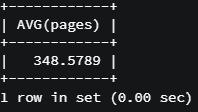 +------------+
| AVG(pages) |
+------------+
|   348.5789 |
+------------+
1 row in set (0.00 sec)